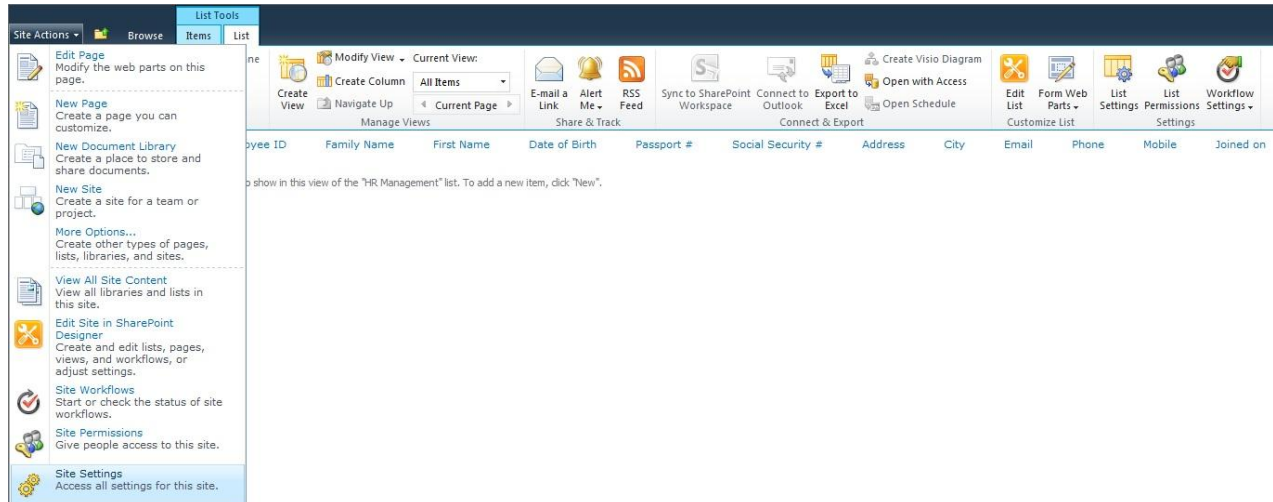 List Tools
Site Actions Browse Items List
Edit Page
Modify the web parts on this
page.
New Page
Create a page you can
customize.
New Document Library
Create a place to store and
share documents.
New Site
Create a site for a team or
project.
More Options...
Create other types of pages,
lists, libraries, and sites.
View All Site Content
View all libraries and lists in
this site.
Edit Site in SharePoint
Designer
Create and edit lists, pages,
views, and workflows, or
adjust settings.
Site Workflows
Start or check the status of site
workflows.
Site Permissions
Give people access to this site.
Site Settings
Access all settings for this site.
Create
View
Modify View
Create Column
Navigate Up
Current View:
All Items
Current Page
Manage Views
E-mail a
Link
Alert
Me
RSS
Feed
Share & Track
Sync to SharePoint
Workspace
Connect to
Outlook
Export to
Excel
Create Visio Diagram
Open with Access
Open Schedule
Connect & Export
Edit
List
Form Web
Parts
Customize List
List
Settings
List
Permissions
Workflow
Settings
Settings
oyee ID Family Name First Name Date of Birth Passport # Social Security # Address City Email Phone Mobile Joined on
show in this view of the "HR Management" list. To add a new item, click "New".